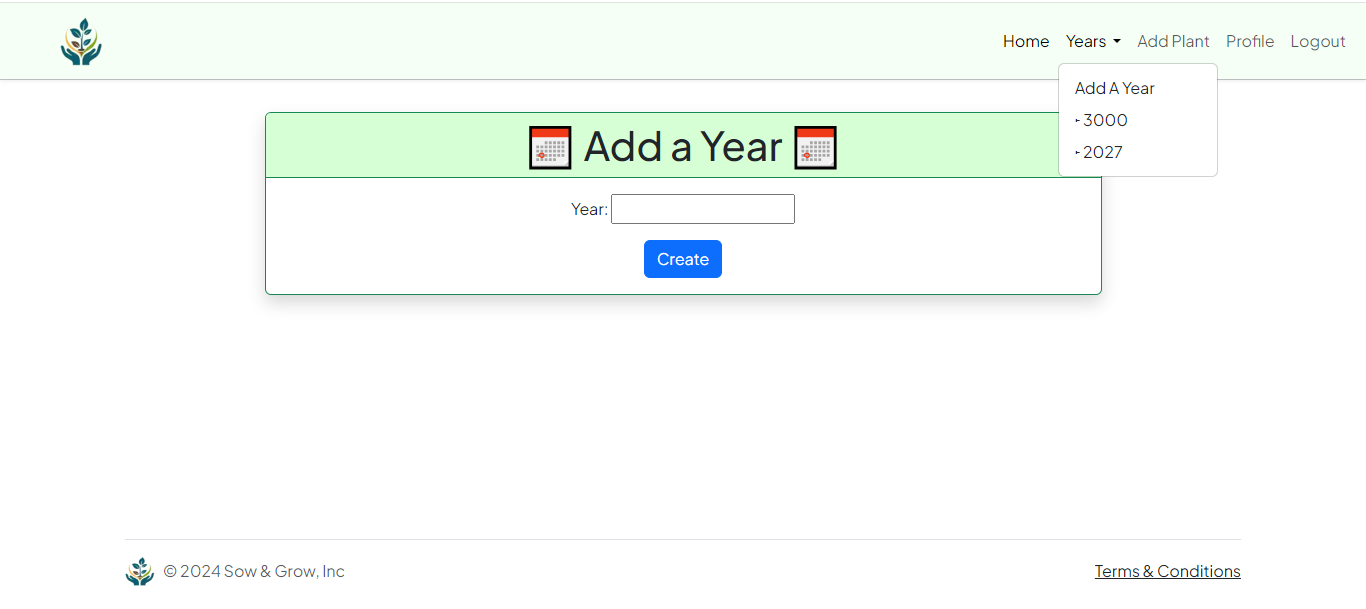 Home Years Add Plant Profile Logout
Add A Year
3000
2027
Add a Year
Year:
Create
© 2024 Sow & Grow, Inc
Terms & Conditions